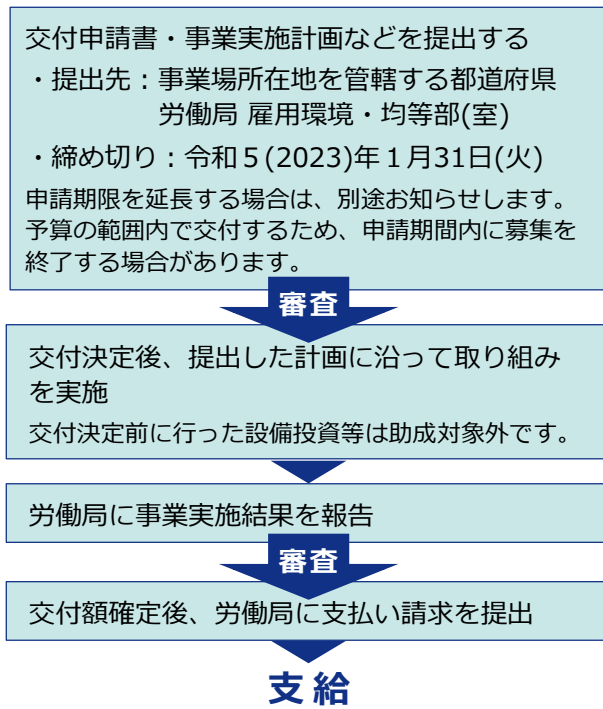 交付申請書・事業実施計画などを提出する
・提出先：事業場所在地を管轄する都道府県
労働局 雇用環境・均等部(室)
・締め切り：令和５(2023)年１月31日(火)
申請期限を延長する場合は、別途お知らせします。
予算の範囲内で交付するため、申請期間内に募集を
終了する場合があります。
審査
交付決定後、提出した計画に沿って取り組み
を実施
交付決定前に行った設備投資等は助成対象外です。
労働局に事業実施結果を報告
審査
交付額確定後、労働局に支払い請求を提出
支給